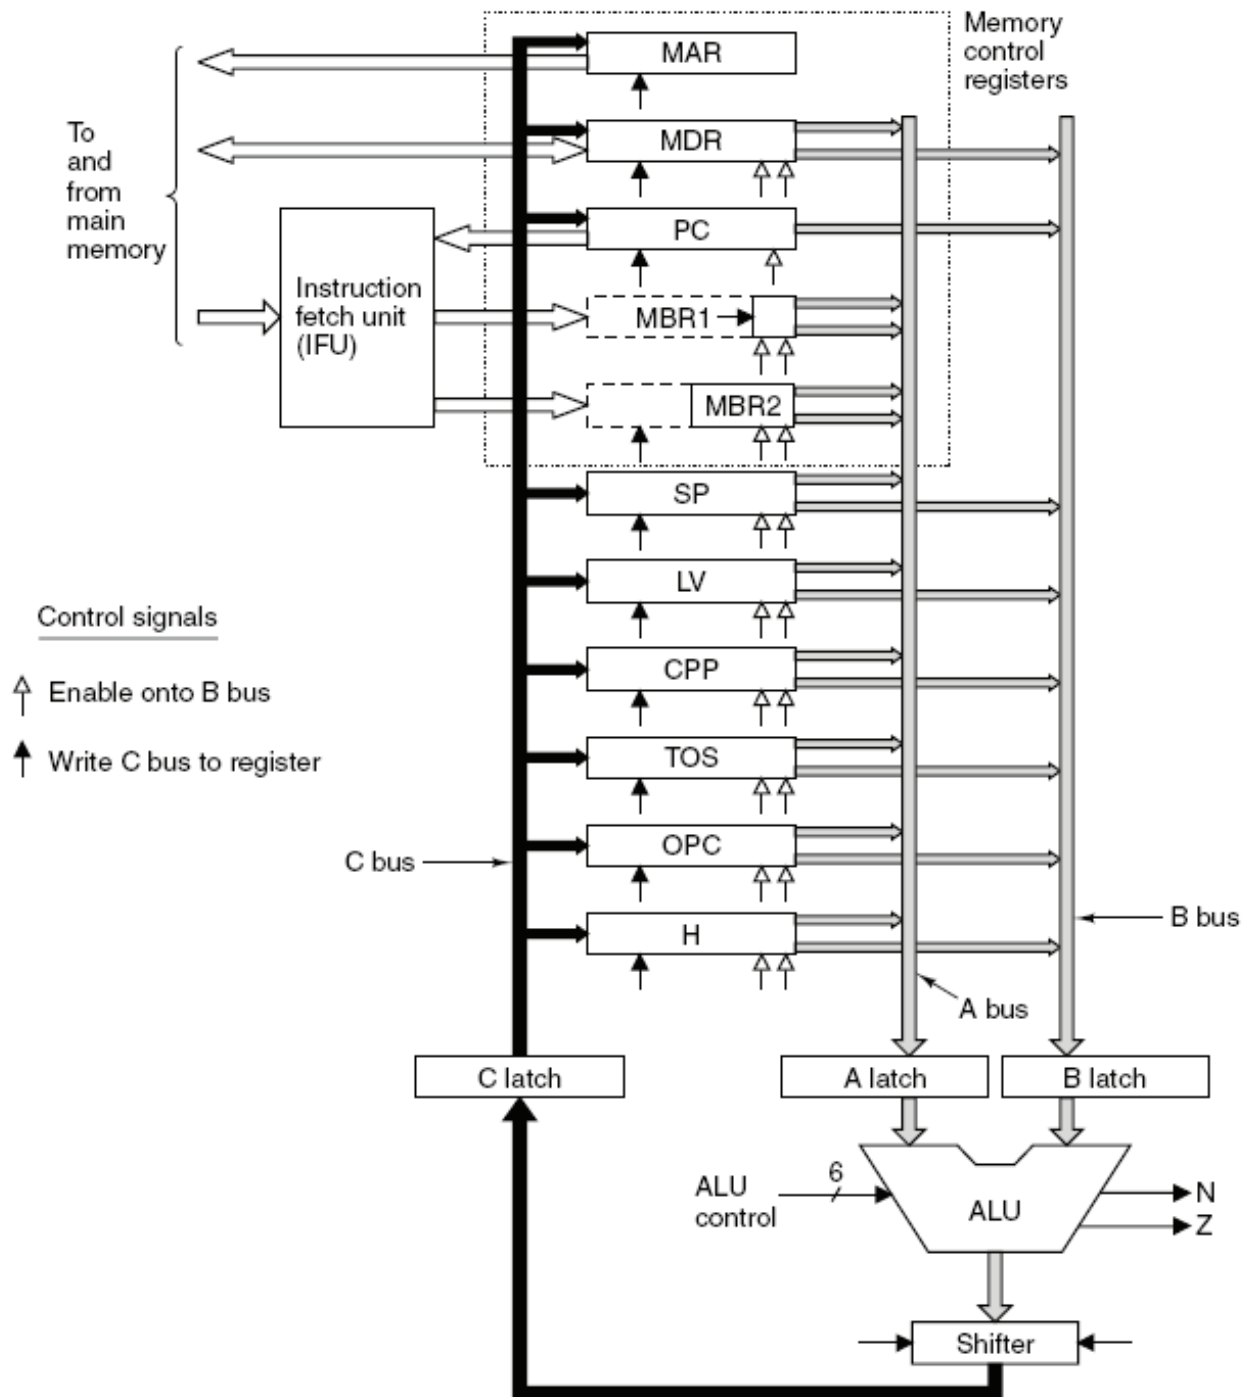 Memory
control
registers
MAR
MDR
To
and
from
main
memory
PC
Instruction
fetch unit
(IFU)
MBR1
MBR2
SP
LV
Control signals
CPP
Enable onto B bus
TOS
Write C bus to register
OPC
C bus
H
B bus
A bus
C latch
A latch
B latch
6
ALU
control
ALU
N
Z
Shifter